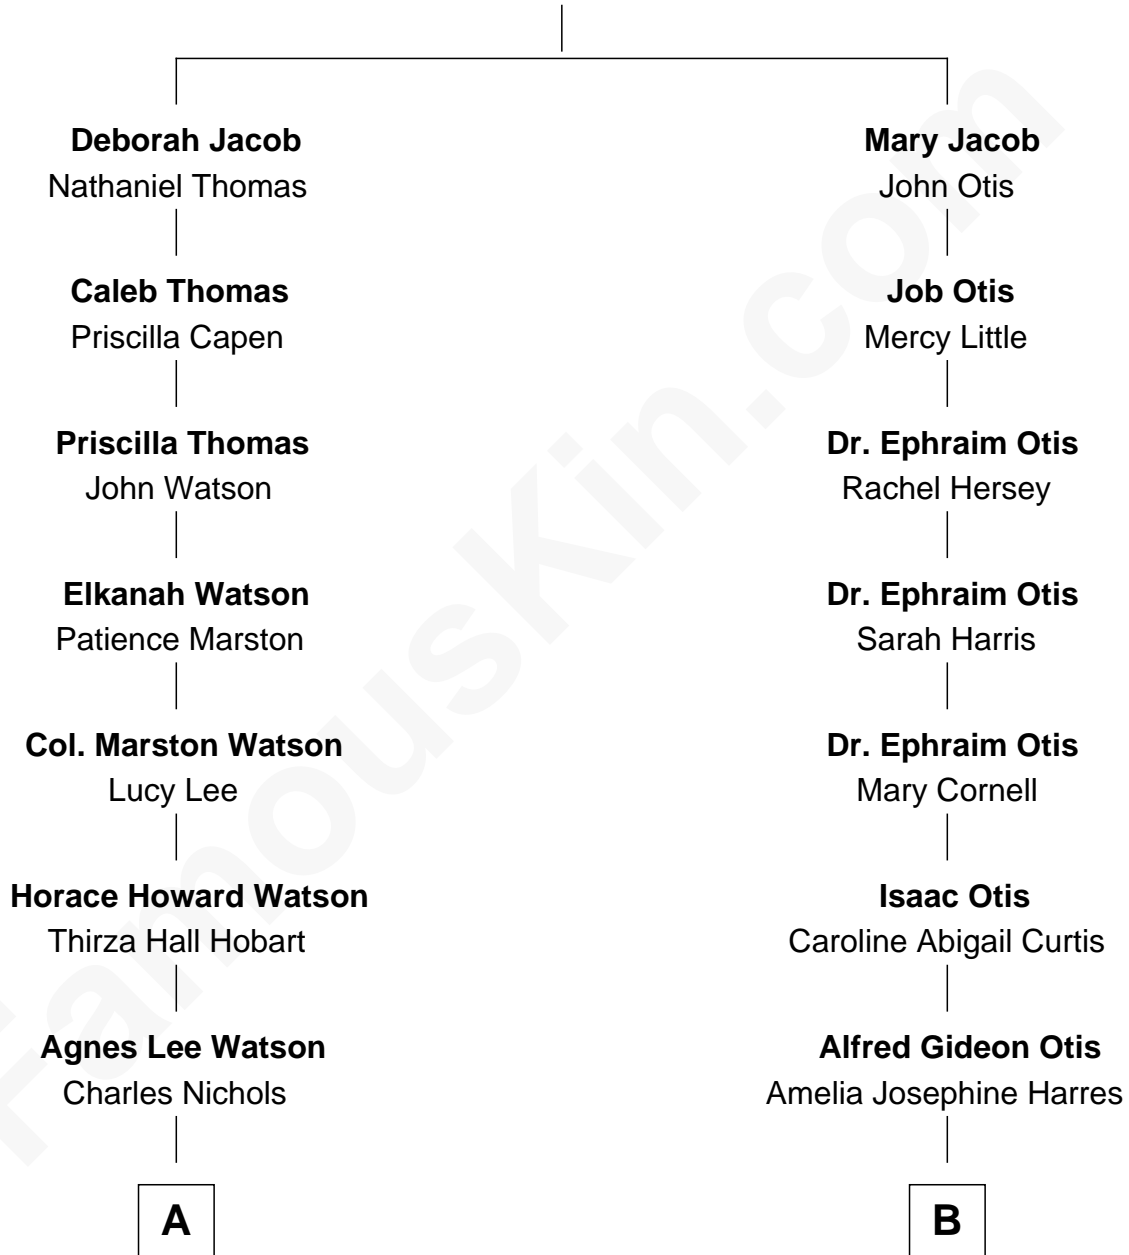 Deborah Jacob
Nathaniel Thomas
Mary Jacob
John Otis
Caleb Thomas
Priscilla Capen
Job Otis
Mercy Little
Priscilla Thomas
John Watson
Dr. Ephraim Otis
Rachel Hersey
Elkanah Watson
Patience Marston
Dr. Ephraim Otis
Sarah Harris
Col. Marston Watson
Lucy Lee
Dr. Ephraim Otis
Mary Cornell
Horace Howard Watson
Thirza Hall Hobart
Isaac Otis
Caroline Abigail Curtis
Agnes Lee Watson
Charles Nichols
Alfred Gideon Otis
Amelia Josephine Harres
A
B
FamousKin.com